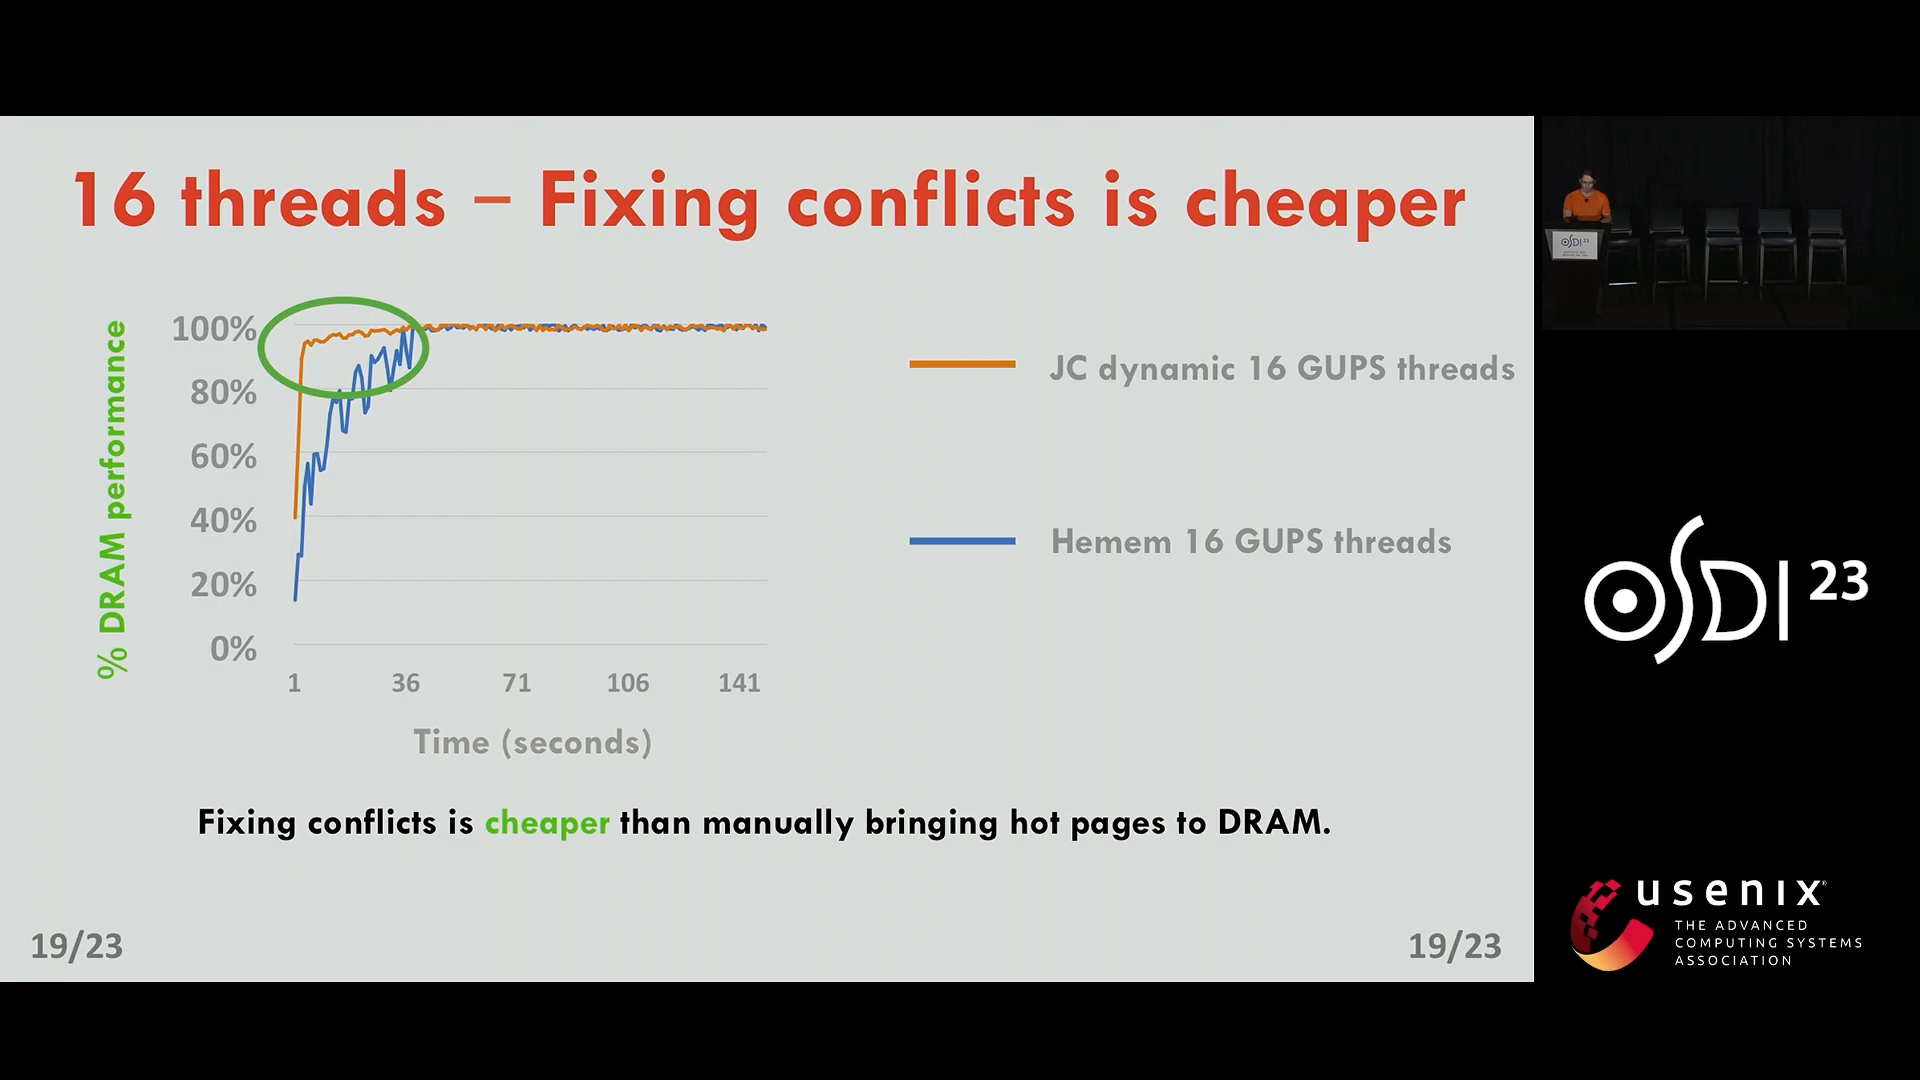 16 threads – Fixing conflicts is cheaper
% DRAM performance
100%
80%
60%
40%
20%
0%
1 36 71 106 141
Time (seconds)
JC dynamic 16 GUPS threads
Hemem 16 GUPS threads
Fixing conflicts is cheaper than manually bringing hot pages to DRAM.
19/23
19/23
OSDI 23
OSDI 23
usenix
THE ADVANCED
COMPUTING SYSTEMS
ASSOCIATION